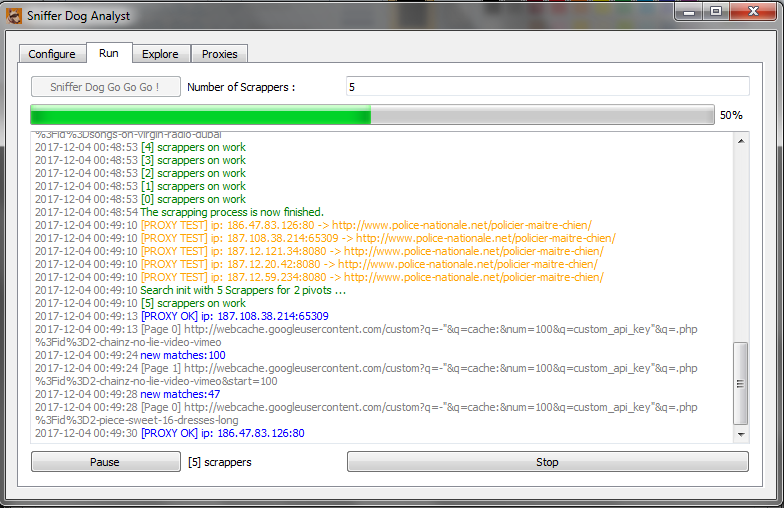 Sniffer Dog Analyst
Configure Run Explore Proxies
Sniffer Dog Go Go Go ! Number of Scrappers : 5
50%
%3Fid%3Dsongs-on-virgin-radio-dubai
2017-12-04 00:48:53 [4] scrappers on work
2017-12-04 00:48:53 [3] scrappers on work
2017-12-04 00:48:53 [2] scrappers on work
2017-12-04 00:48:53 [1] scrappers on work
2017-12-04 00:48:53 [0] scrappers on work
2017-12-04 00:48:54 The scrapping process is now finished.
2017-12-04 00:49:10 [PROXY TEST] ip: 186.47.83.126:80 -> http://www.police-nationale.net/policier-maitre-chien/
2017-12-04 00:49:10 [PROXY TEST] ip: 187.108.38.214:65309 -> http://www.police-nationale.net/policier-maitre-chien/
2017-12-04 00:49:10 [PROXY TEST] ip: 187.12.121.34:8080 -> http://www.police-nationale.net/policier-maitre-chien/
2017-12-04 00:49:10 [PROXY TEST] ip: 187.12.20.42:8080 -> http://www.police-nationale.net/policier-maitre-chien/
2017-12-04 00:49:10 [PROXY TEST] ip: 187.12.59.234:8080 -> http://www.police-nationale.net/policier-maitre-chien/
2017-12-04 00:49:10 Search init with 5 Scrappers for 2 pivots ...
2017-12-04 00:49:10 [5] scrappers on work
2017-12-04 00:49:13 [PROXY OK] ip: 187.108.38.214:65309
2017-12-04 00:49:13 [Page 0] http://webcache.googleusercontent.com/custom?q=-"&q=cache:&num=100&q=custom_api_key"&q=.php
%3Fid%3D2-chainz-no-lie-video-vimeo
2017-12-04 00:49:24 new matches:100
2017-12-04 00:49:24 [Page 1] http://webcache.googleusercontent.com/custom?q=-"&q=cache:&num=100&q=custom_api_key"&q=.php
%3Fid%3D2-chainz-no-lie-video-vimeo&start=100
2017-12-04 00:49:28 new matches:47
2017-12-04 00:49:28 [Page 0] http://webcache.googleusercontent.com/custom?q=-"&q=cache:&num=100&q=custom_api_key"&q=.php
%3Fid%3D2-piece-sweet-16-dresses-long
2017-12-04 00:49:30 [PROXY OK] ip: 186.47.83.126:80
Pause [5] scrappers Stop